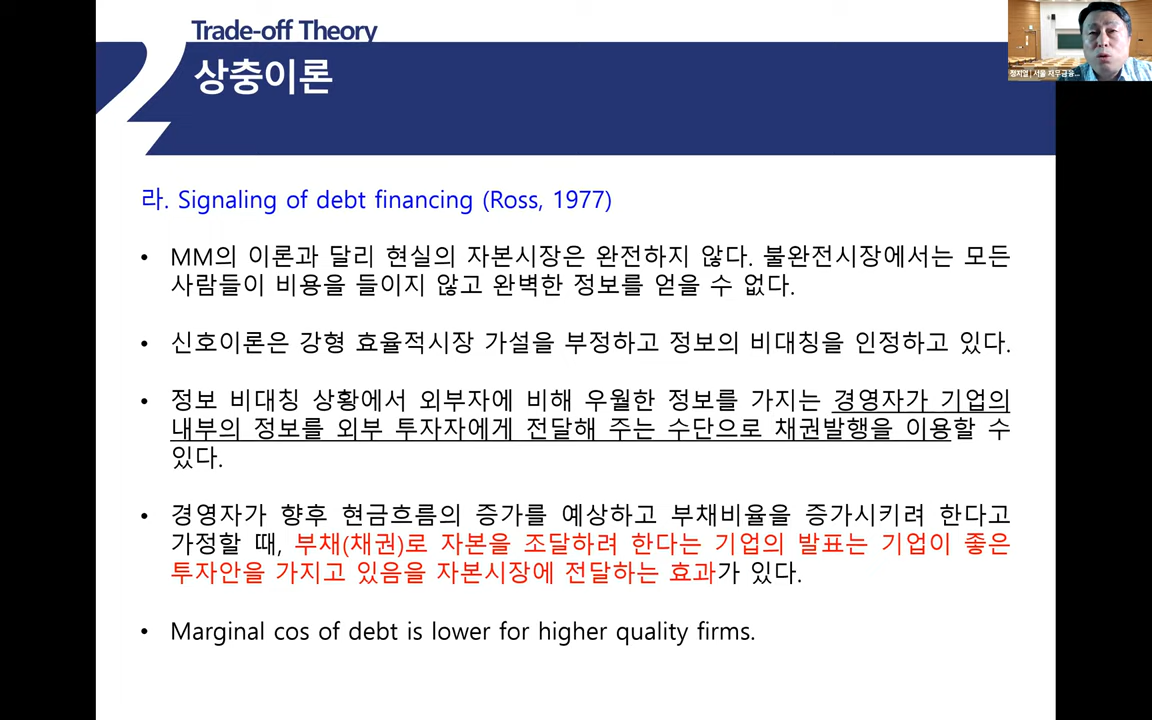 Trade-off Theory
상충이론
라. Signaling of debt financing (Ross, 1977)
• MM의 이론과 달리 현실의 자본시장은 완전하지 않다. 불완전시장에서는 모든
사람들이 비용을 들이지 않고 완벽한 정보를 얻을 수 없다.
• 신호이론은 강형 효율적시장 가설을 부정하고 정보의 비대칭을 인정하고 있다.
• 정보 비대칭 상황에서 외부자에 비해 우월한 정보를 가지는 경영자가 기업의
내부의 정보를 외부 투자자에게 전달해 주는 수단으로 채권발행을 이용할 수
있다.
• 경영자가 향후 현금흐름의 증가를 예상하고 부채비율을 증가시키려 한다고
가정할 때, 부채(채권)로 자본을 조달하려 한다는 기업의 발표는 기업이 좋은
투자안을 가지고 있음을 자본시장에 전달하는 효과가 있다.
• Marginal cos of debt is lower for higher quality firms.